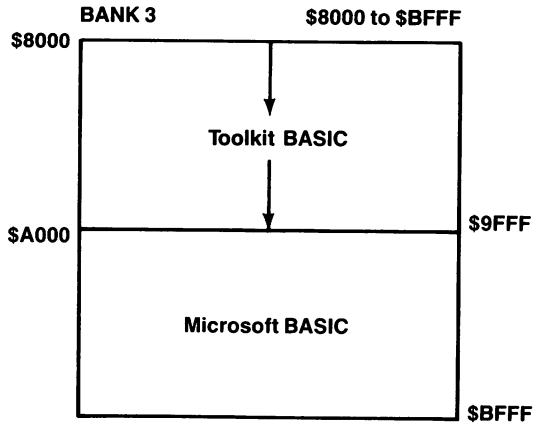 BANK 3 $8000 to $BFFF
$8000
Toolkit BASIC
$9FFF
$A000
Microsoft BASIC
$BFFF